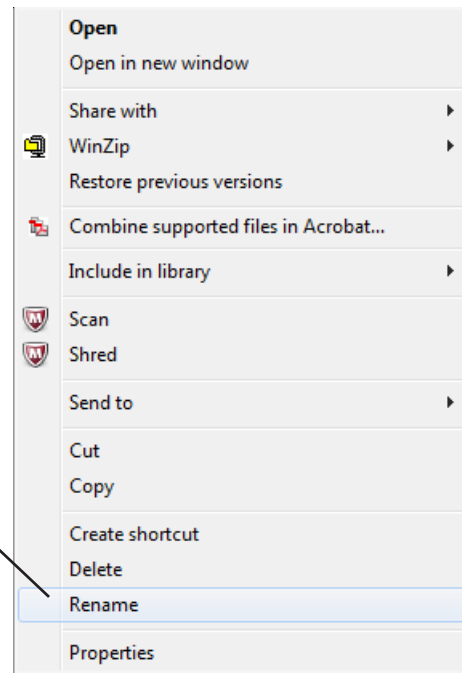 Open
Open in new window
Share with
WinZip
Restore previous versions
Combine supported files in Acrobat...
Include in library
Scan
Shred
Send to
Cut
Copy
Create shortcut
Delete
Rename
Properties